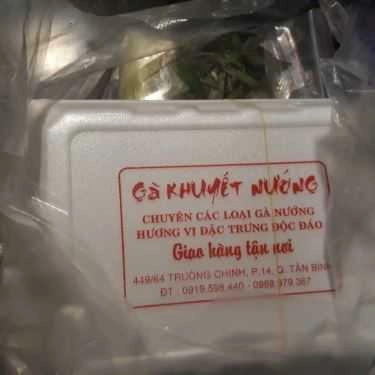 Gà KHUYẾT NƯỚNG
CHUYÊN CÁC LOẠI GÀ NƯỚNG
HƯƠNG VỊ ĐẶC TRƯNG ĐỘC ĐÁO
Giao hàng tận nơi
449/64 TRƯỜNG CHINH, P.14, Q. TÂN BÌNH
ĐT : 0919.598.440 - 0968.979.367